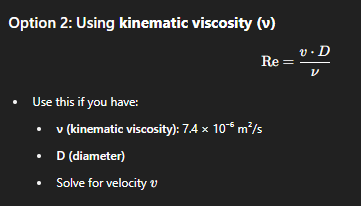 Option 2: Using kinematic viscosity (ν)
Re = v · D / ν
• Use this if you have:
• ν (kinematic viscosity): 7.4 × 10⁻⁶ m²/s
• D (diameter)
• Solve for velocity v